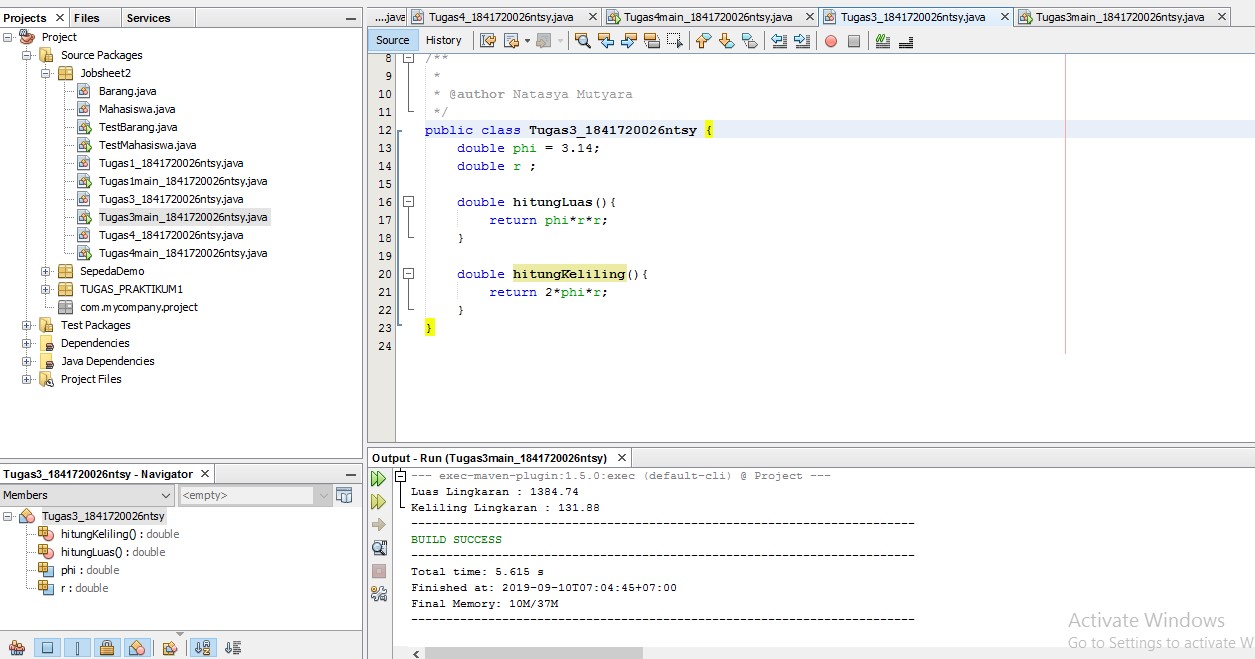 Projects
Files
Services
Project
Source Packages
Jobsheet2
Barang.java
Mahasiswa.java
TestBarang.java
TestMahasiswa.java
Tugas1_1841720026ntsy.java
Tugas1main_1841720026ntsy.java
Tugas3_1841720026ntsy.java
Tugas3main_1841720026ntsy.java
Tugas4_1841720026ntsy.java
Tugas4main_1841720026ntsy.java
SepedaDemo
TUGAS_PRAKTIKUM1
com.mycompany.project
Test Packages
Dependencies
Java Dependencies
Project Files
Tugas3_1841720026ntsy - Navigator
Members
<empty>
Tugas3_1841720026ntsy
hitungKeliling() : double
hitungLuas() : double
phi : double
r : double
....java Tugas4_1841720026ntsy.java Tugas4main_1841720026ntsy.java Tugas3_1841720026ntsy.java Tugas3main_1841720026ntsy.java
Source History
8 /**
9 *
10 * @author Natasya Mutyara
11 */
12 public class Tugas3_1841720026ntsy {
13 double phi = 3.14;
14 double r ;
15
16 double hitungLuas(){
17 return phi*r*r;
18 }
19
20 double hitungKeliling(){
21 return 2*phi*r;
22 }
23 }
24
Output - Run (Tugas3main_1841720026ntsy)
--- exec-maven-plugin:1.5.0:exec (default-cli) @ Project ---
Luas Lingkaran : 1384.74
Keliling Lingkaran : 131.88
------------------------------------------------------------------------
BUILD SUCCESS
------------------------------------------------------------------------
Total time: 5.615 s
Finished at: 2019-09-10T07:04:45+07:00
Final Memory: 10M/37M
------------------------------------------------------------------------
Activate Windows
Go to Settings to activate W